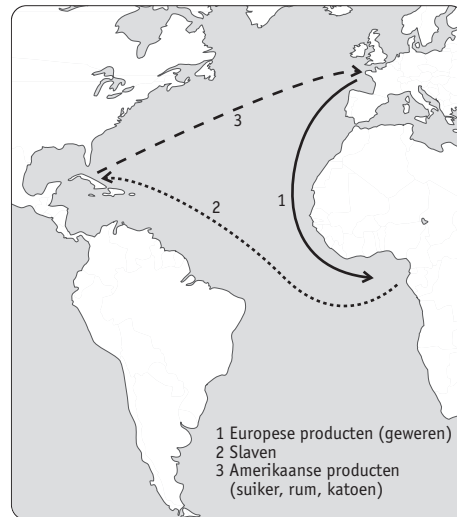 3
1
2
1 Europese producten (geweren)
2 Slaven
3 Amerikaanse producten
(suiker, rum, katoen)